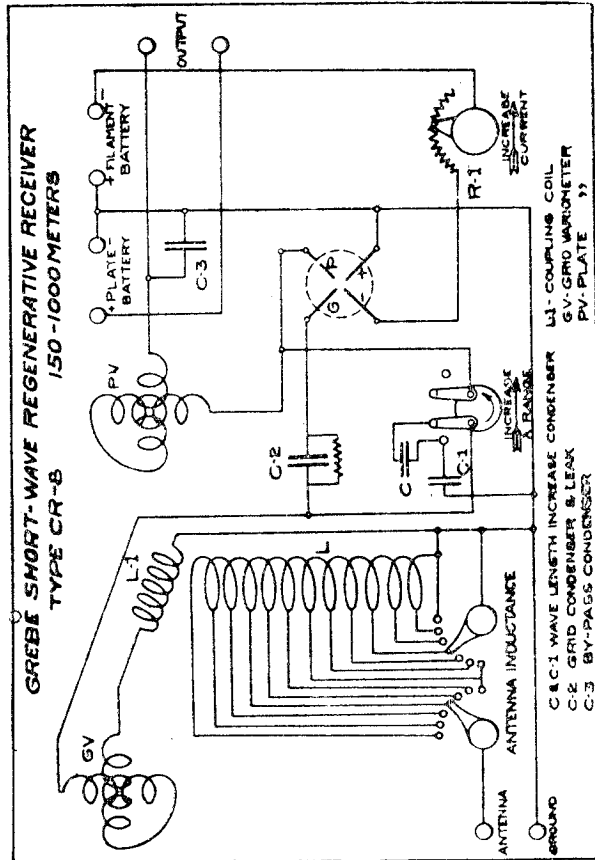 GREBE SHORT-WAVE REGENERATIVE RECEIVER
TYPE CR-8 150-1000 METERS
GV
L-1
PV
+ PLATE -
BATTERY
+ FILAMENT -
BATTERY
OUTPUT
C-3
C-2
G
P
-
+
R-1
INCREASE
CURRENT
L
C
C-1
INCREASE
λ RANGE
ANTENNA
ANTENNA INDUCTANCE
GROUND
C & C-1 WAVE LENGTH INCREASE CONDENSER
C-2 GRID CONDENSER & LEAK
C-3 BY-PASS CONDENSER
L1- COUPLING COIL
GV-GRID VARIOMETER
PV- PLATE "